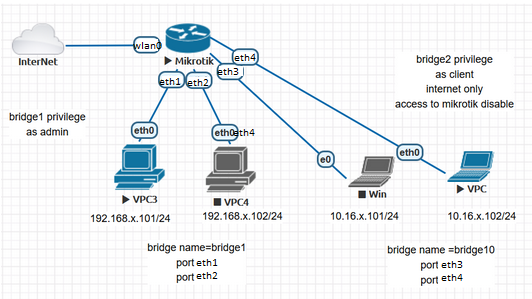 wlan0
InterNet
Mikrotik
eth4
eth3
eth1
eth2
bridge2 privilege
as client
internet only
access to mikrotik disable
bridge1 privilege
as admin
eth0
eth0eth4
e0
eth0
VPC3
VPC4
Win
VPC
192.168.x.101/24
192.168.x.102/24
10.16.x.101/24
10.16.x.102/24
bridge name=bridge1
port eth1
port eth2
bridge name =bridge10
port eth3
port eth4